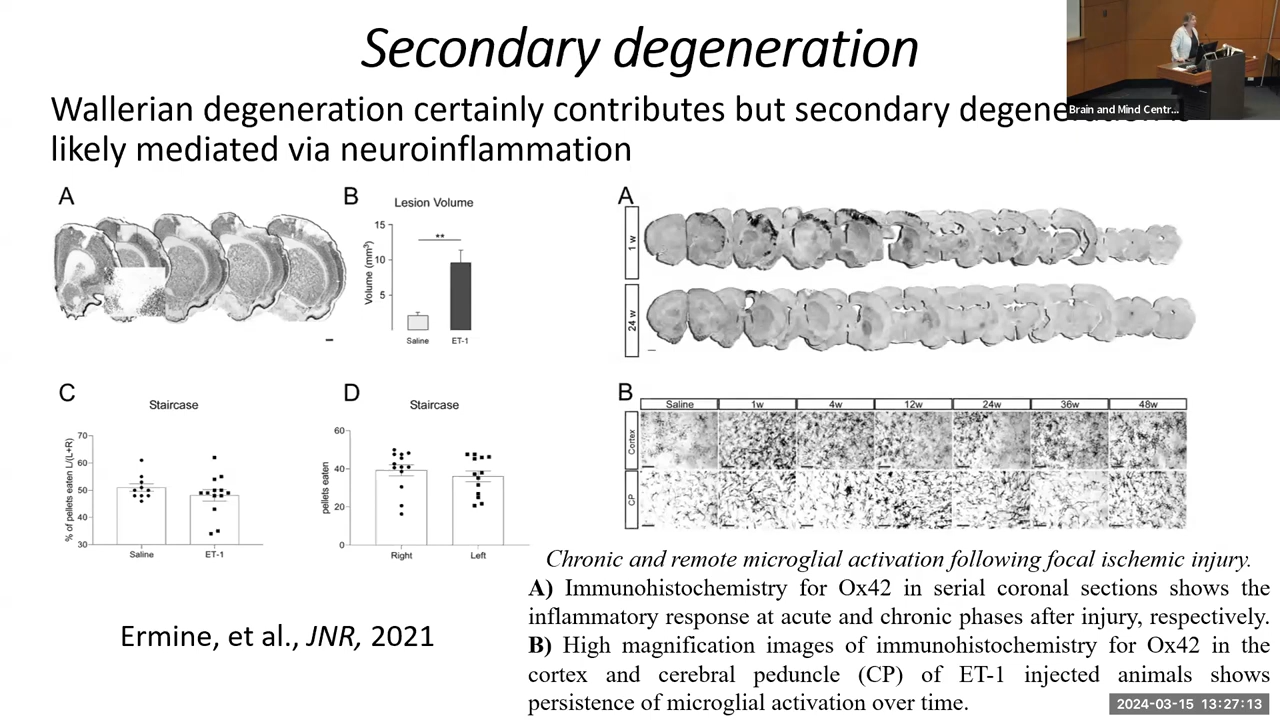 Secondary degeneration
Wallerian degeneration certainly contributes but secondary
likely mediated via neuroinflammation
Brain and Mind Centr...
A
B
Lesion Volume
Volume (mm³)
15
10
5
**
Saline
ET-1
C
Staircase
% of pellets eaten L/(L+R)
70
60
50
40
30
Saline
ET-1
D
Staircase
pellets eaten
60
40
20
0
Right
Left
Ermine, et al., JNR, 2021
A
1 w
24 w
B
Saline 1w 4w 12w 24w 36w 48w
Cortex
CP
Chronic and remote microglial activation following focal ischemic injury.
A) Immunohistochemistry for Ox42 in serial coronal sections shows the
inflammatory response at acute and chronic phases after injury, respectively.
B) High magnification images of immunohistochemistry for Ox42 in the
cortex and cerebral peduncle (CP) of ET-1 injected animals shows
persistence of microglial activation over time.
2024-03-15 13:27:13